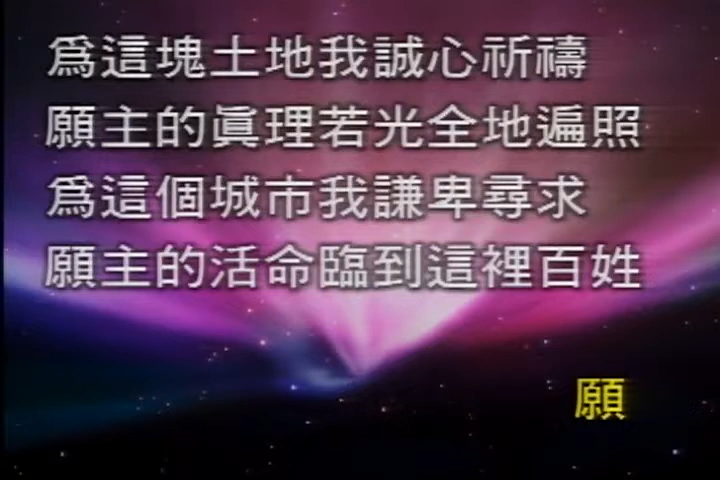 爲這塊土地我誠心祈禱
願主的眞理若光全地遍照
爲這個城市我謙卑尋求
願主的活命臨到這裡百姓
願